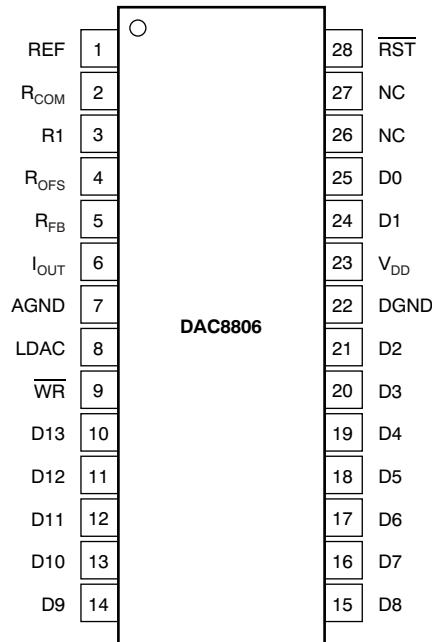 REF 1 28 R̅S̅T̅
R_COM 2 27 NC
R1 3 26 NC
R_OFS 4 25 D0
R_FB 5 24 D1
I_OUT 6 23 V_DD
AGND 7 22 DGND
DAC8806
LDAC 8 21 D2
W̅R̅ 9 20 D3
D13 10 19 D4
D12 11 18 D5
D11 12 17 D6
D10 13 16 D7
D9 14 15 D8